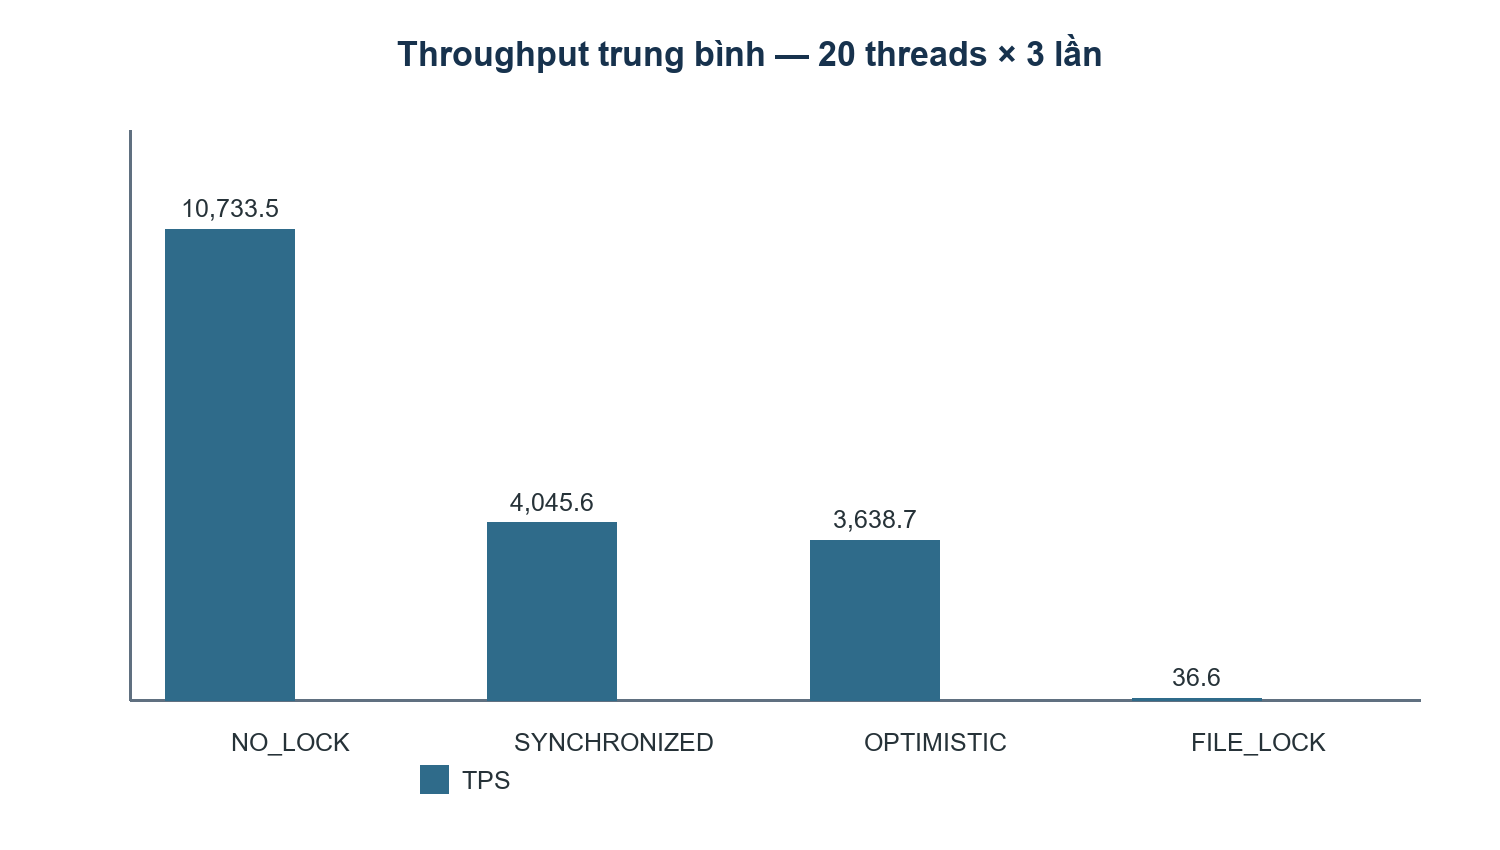 Throughput trung bình — 20 threads × 3 lần
10,733.5
4,045.6
3,638.7
36.6
NO_LOCK
SYNCHRONIZED
OPTIMISTIC
FILE_LOCK
TPS